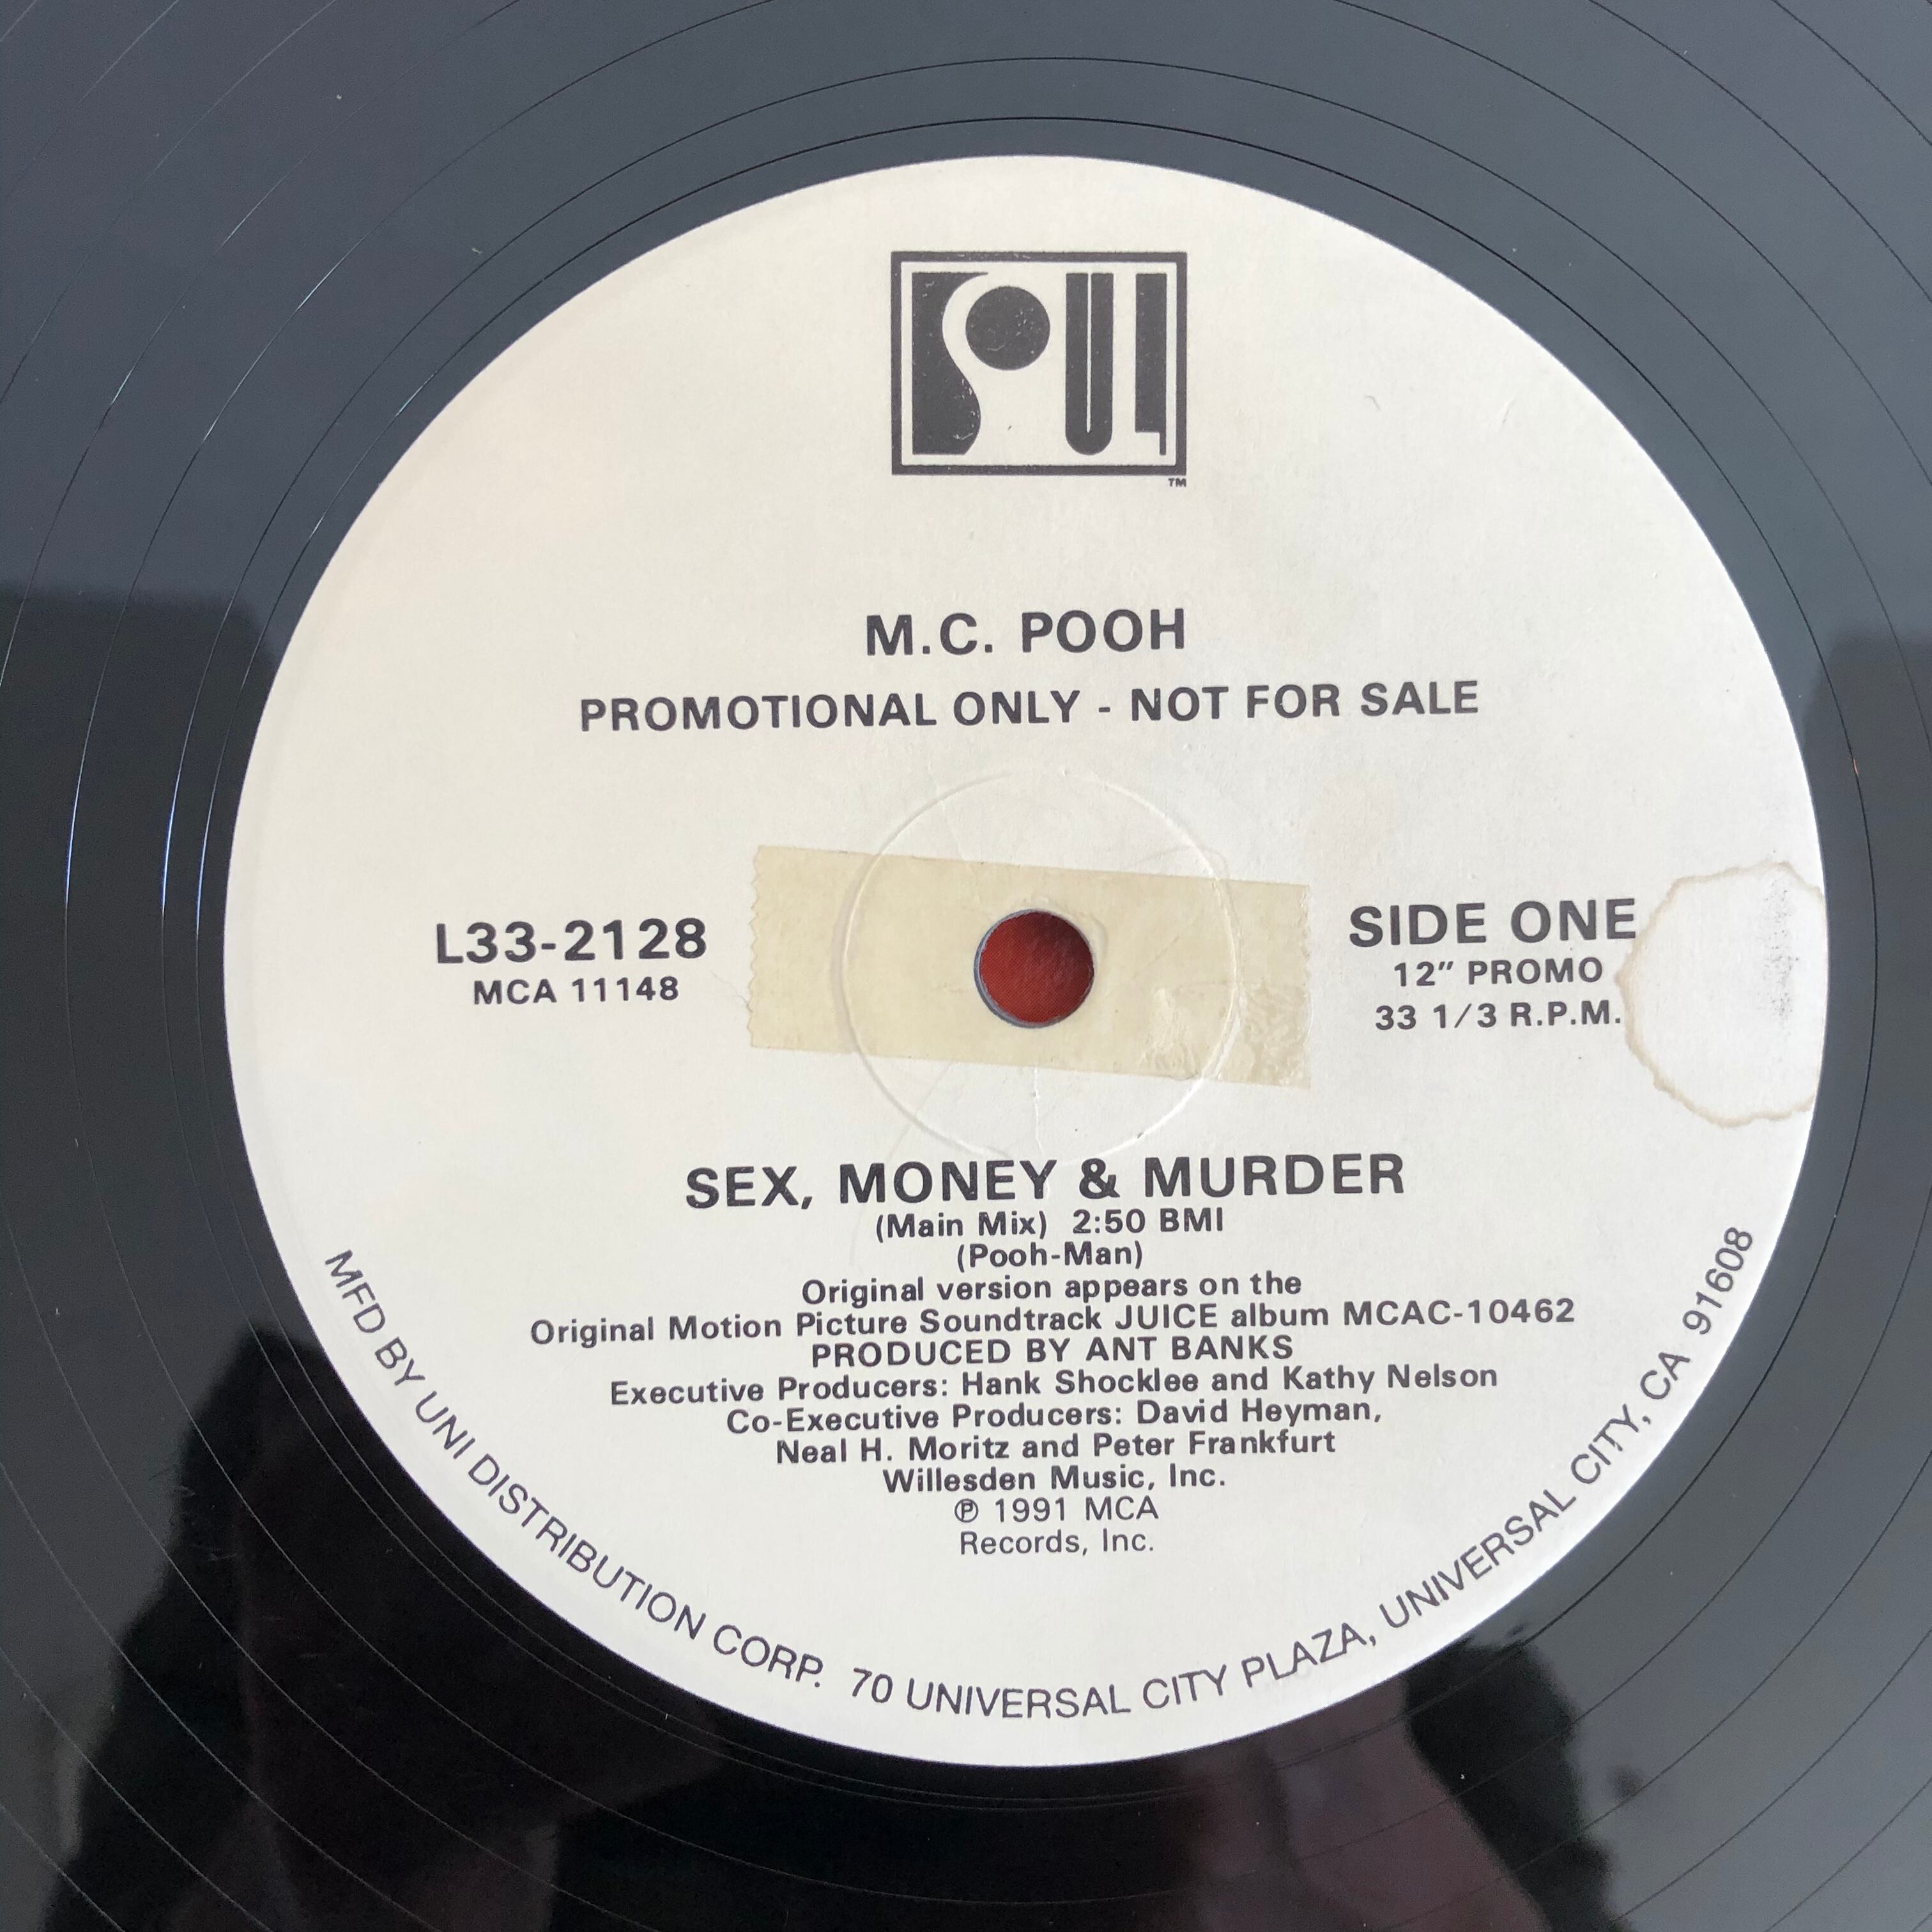 SOUL
TM
M.C. POOH
PROMOTIONAL ONLY - NOT FOR SALE
L33-2128
MCA 11148
SIDE ONE
12" PROMO
33 1/3 R.P.M.
SEX, MONEY & MURDER
(Main Mix) 2:50 BMI
(Pooh-Man)
Original version appears on the
Original Motion Picture Soundtrack JUICE album MCAC-10462
PRODUCED BY ANT BANKS
Executive Producers: Hank Shocklee and Kathy Nelson
Co-Executive Producers: David Heyman,
Neal H. Moritz and Peter Frankfurt
Willesden Music, Inc.
℗ 1991 MCA
Records, Inc.
MFD BY UNI DISTRIBUTION CORP. 70 UNIVERSAL CITY PLAZA, UNIVERSAL CITY, CA 91608